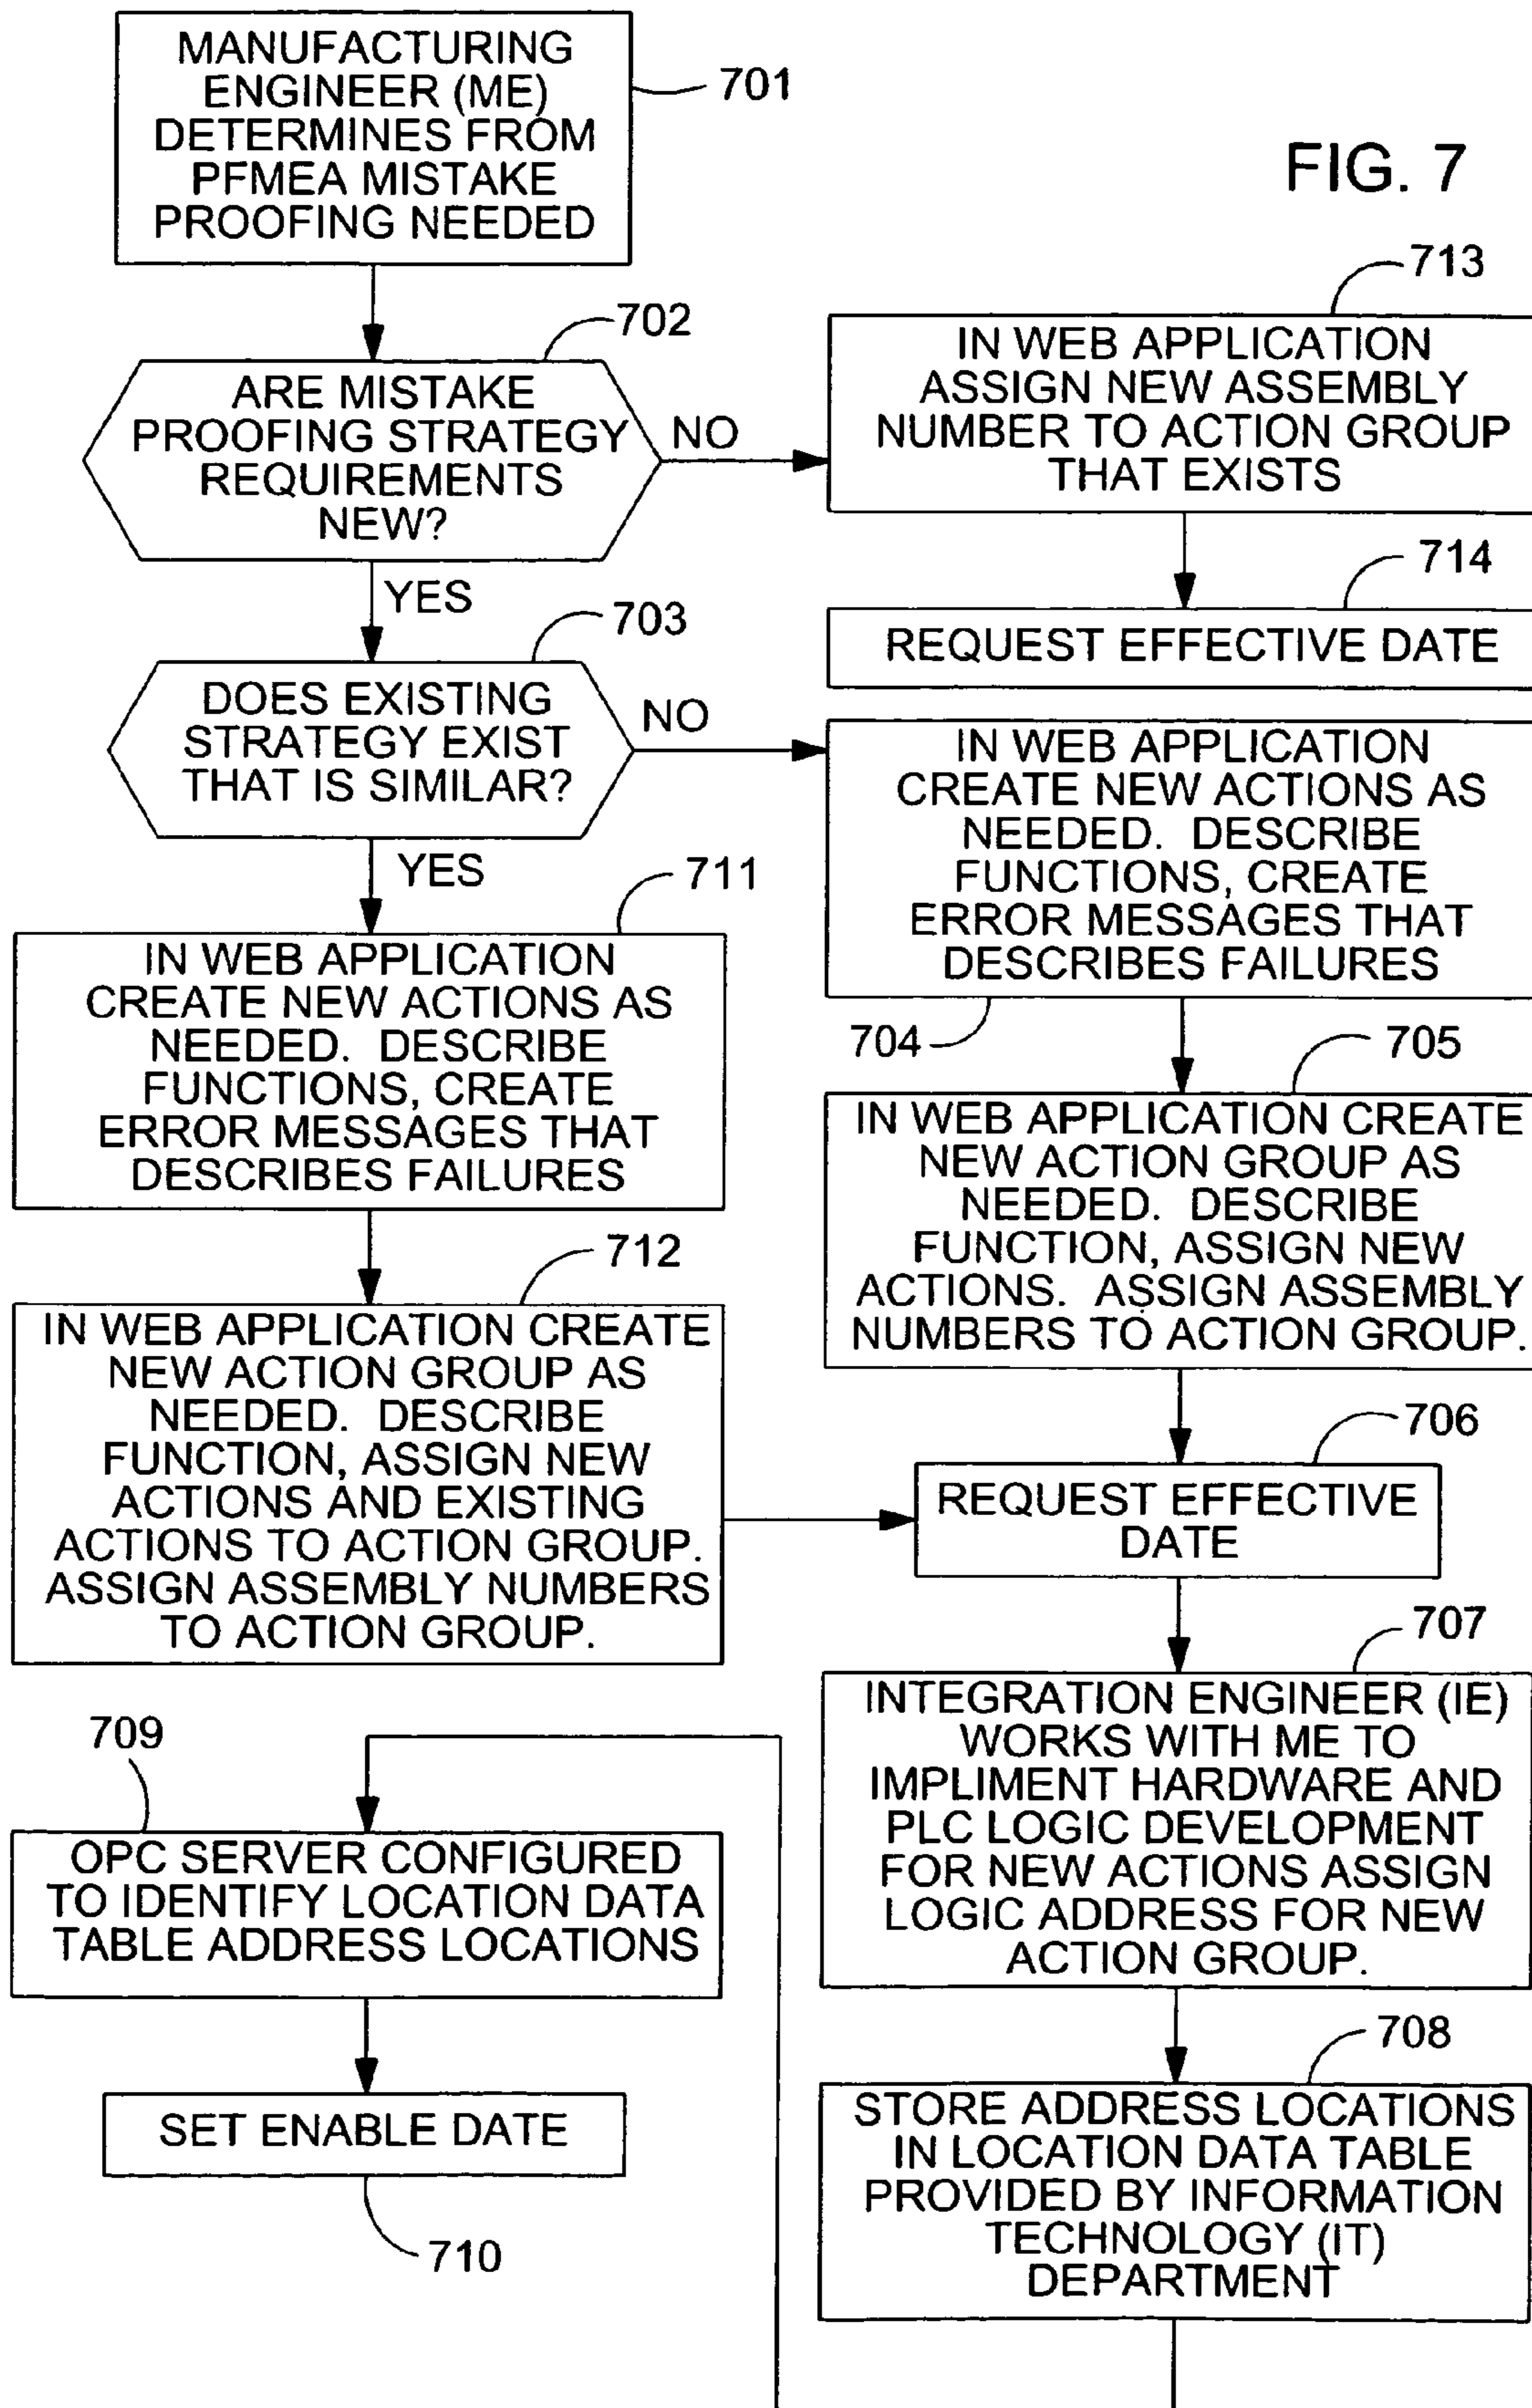 MANUFACTURING
ENGINEER (ME)
DETERMINES FROM
PFMEA MISTAKE
PROOFING NEEDED
701
FIG. 7
702
ARE MISTAKE
PROOFING STRATEGY
REQUIREMENTS
NEW?
NO
YES
713
IN WEB APPLICATION
ASSIGN NEW ASSEMBLY
NUMBER TO ACTION GROUP
THAT EXISTS
714
REQUEST EFFECTIVE DATE
703
DOES EXISTING
STRATEGY EXIST
THAT IS SIMILAR?
NO
YES
IN WEB APPLICATION
CREATE NEW ACTIONS AS
NEEDED. DESCRIBE
FUNCTIONS, CREATE
ERROR MESSAGES THAT
DESCRIBES FAILURES
704
711
IN WEB APPLICATION
CREATE NEW ACTIONS AS
NEEDED. DESCRIBE
FUNCTIONS, CREATE
ERROR MESSAGES THAT
DESCRIBES FAILURES
705
IN WEB APPLICATION CREATE
NEW ACTION GROUP AS
NEEDED. DESCRIBE
FUNCTION, ASSIGN NEW
ACTIONS. ASSIGN ASSEMBLY
NUMBERS TO ACTION GROUP.
712
IN WEB APPLICATION CREATE
NEW ACTION GROUP AS
NEEDED. DESCRIBE
FUNCTION, ASSIGN NEW
ACTIONS AND EXISTING
ACTIONS TO ACTION GROUP.
ASSIGN ASSEMBLY NUMBERS
TO ACTION GROUP.
706
REQUEST EFFECTIVE
DATE
707
INTEGRATION ENGINEER (IE)
WORKS WITH ME TO
IMPLIMENT HARDWARE AND
PLC LOGIC DEVELOPMENT
FOR NEW ACTIONS ASSIGN
LOGIC ADDRESS FOR NEW
ACTION GROUP.
708
STORE ADDRESS LOCATIONS
IN LOCATION DATA TABLE
PROVIDED BY INFORMATION
TECHNOLOGY (IT)
DEPARTMENT
709
OPC SERVER CONFIGURED
TO IDENTIFY LOCATION DATA
TABLE ADDRESS LOCATIONS
SET ENABLE DATE
710